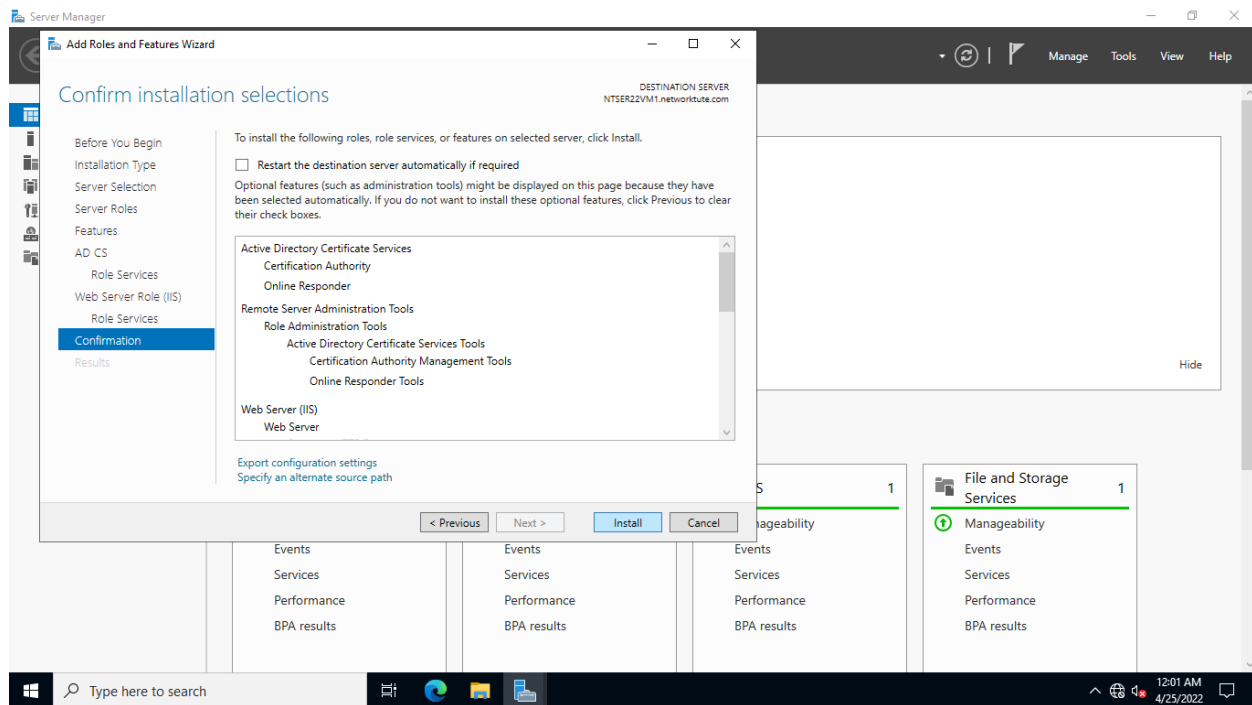 Server Manager
Add Roles and Features Wizard
Manage Tools View Help
Confirm installation selections
DESTINATION SERVER
NTSER22VM1.networktute.com
Before You Begin
Installation Type
Server Selection
Server Roles
Features
AD CS
Role Services
Web Server Role (IIS)
Role Services
Confirmation
Results
To install the following roles, role services, or features on selected server, click Install.
Restart the destination server automatically if required
Optional features (such as administration tools) might be displayed on this page because they have
been selected automatically. If you do not want to install these optional features, click Previous to clear
their check boxes.
Active Directory Certificate Services
Certification Authority
Online Responder
Remote Server Administration Tools
Role Administration Tools
Active Directory Certificate Services Tools
Certification Authority Management Tools
Online Responder Tools
Web Server (IIS)
Web Server
Export configuration settings
Specify an alternate source path
< Previous Next > Install Cancel
Hide
S 1
ageability
File and Storage 1
Services
Manageability
Events Events Events Events
Services Services Services Services
Performance Performance Performance Performance
BPA results BPA results BPA results BPA results
Type here to search
12:01 AM
4/25/2022